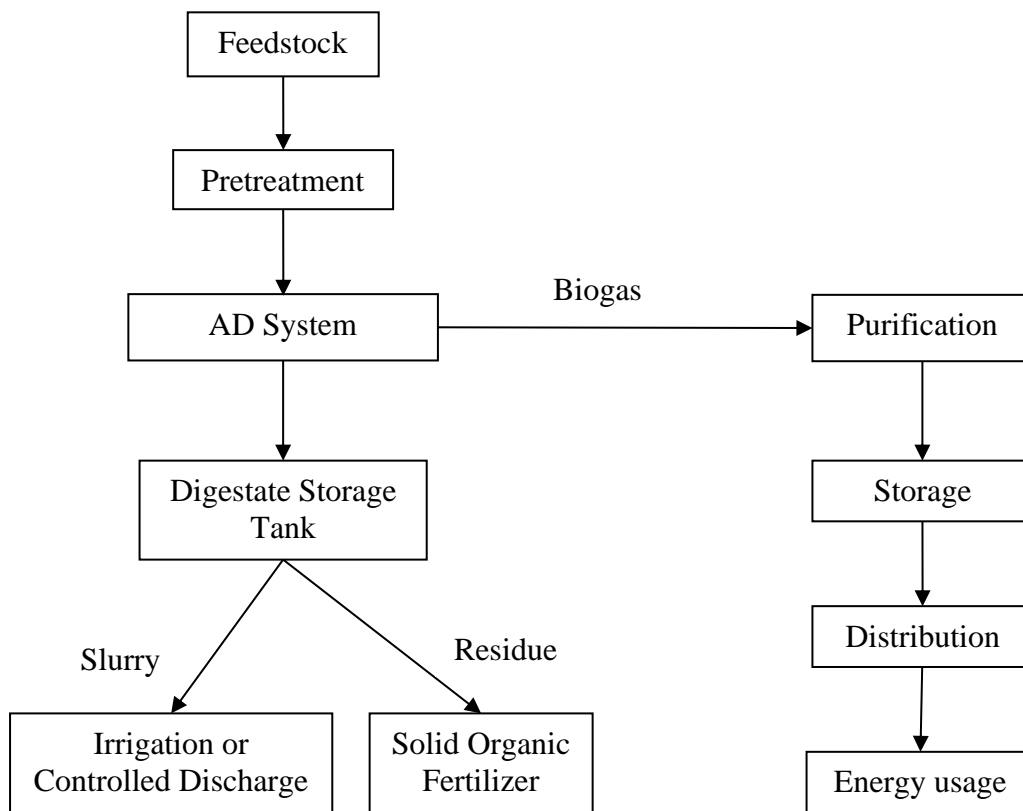 Feedstock
Pretreatment
Biogas
AD System
Purification
Digestate Storage
Tank
Storage
Distribution
Slurry
Residue
Irrigation or
Controlled Discharge
Solid Organic
Fertilizer
Energy usage